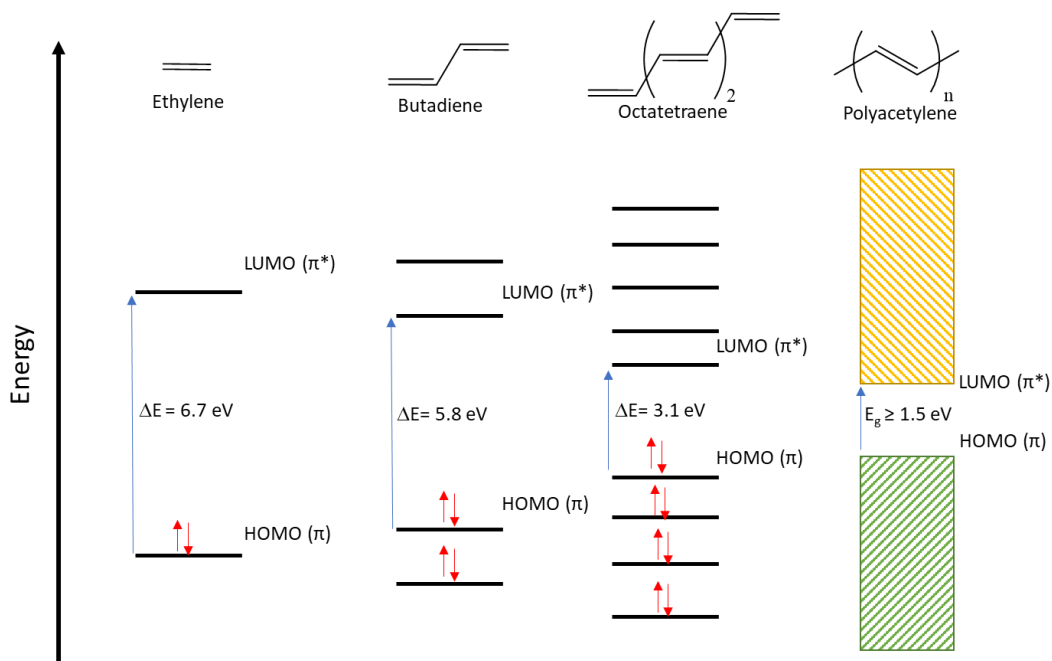 Ethylene
Butadiene
2
Octatetraene
n
Polyacetylene
Energy
LUMO (π*)
ΔE = 6.7 eV
HOMO (π)
LUMO (π*)
ΔE= 5.8 eV
HOMO (π)
LUMO (π*)
ΔE= 3.1 eV
HOMO (π)
LUMO (π*)
E_g ≥ 1.5 eV
HOMO (π)